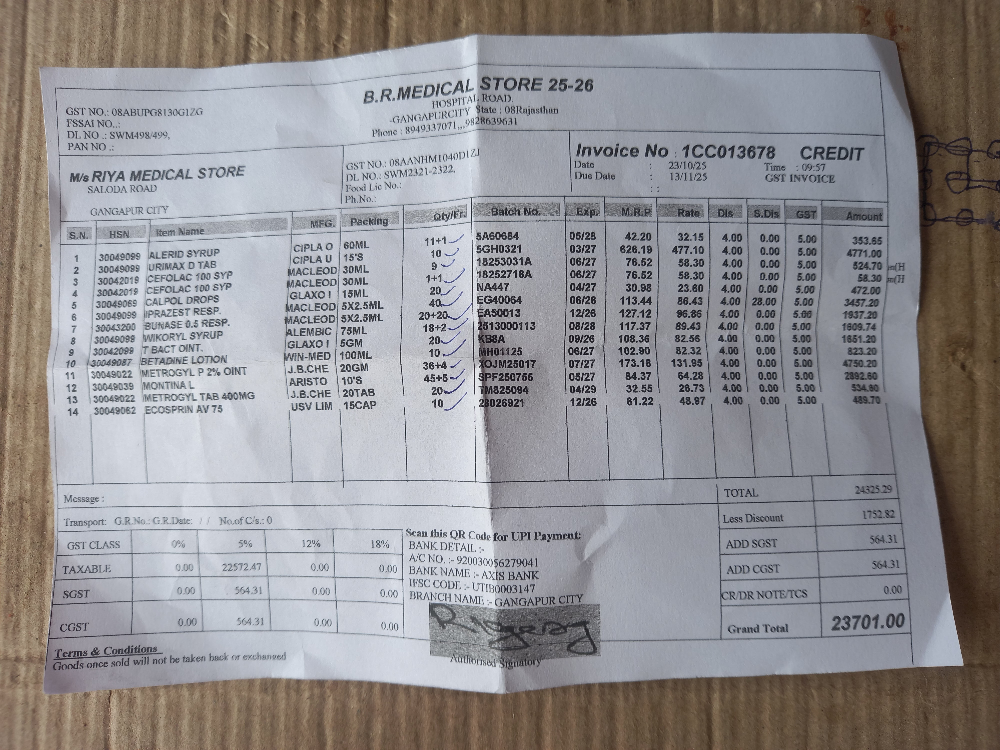 B.R.MEDICAL STORE 25-26
HOSPITAL ROAD,
-GANGAPURCITY State : 08Rajasthan
Phone : 8949337071,,,9828639631
GST NO.: 08ABUPG8130G1ZG
FSSAI NO..:
DL NO .: SWM498/499,
PAN NO .:
M/s RIYA MEDICAL STORE
SALODA ROAD
GANGAPUR CITY
GST NO.: 08AANHM1040D1ZJ
DL NO.: SWM2321-2322,
Food Lic No.:
Ph.No.:
Invoice No : 1CC013678 CREDIT
Date : 23/10/25 Time : 09:57
Due Date : 13/11/25 GST INVOICE
: :
S.N. HSN Item Name MFG. Packing Qty/Fr. Batch No. Exp. M.R.P Rate Dis S.Dis GST Amount
1 30049099 ALERID SYRUP CIPLA O 60ML 11+1 5A60684 05/28 42.20 32.15 4.00 0.00 5.00 353.65
2 30049099 URIMAX D TAB CIPLA U 15'S 10 5GH0321 03/27 626.19 477.10 4.00 0.00 5.00 4771.00
3 30042019 CEFOLAC 100 SYP MACLEOD 30ML 9 18253031A 06/27 76.52 58.30 4.00 0.00 5.00 524.70
4 30042019 CEFOLAC 100 SYP MACLEOD 30ML 1+1 18252718A 06/27 76.52 58.30 4.00 0.00 5.00 58.30
5 30049069 CALPOL DROPS GLAXO I 15ML 20 NA447 04/27 30.98 23.60 4.00 0.00 5.00 472.00
6 30049099 IPRAZEST RESP. MACLEOD 5X2.5ML 40 EG40064 06/26 113.44 86.43 4.00 28.00 5.00 3457.20
7 30043200 BUNASE 0.5 RESP. MACLEOD 5X2.5ML 20+20 EA50013 12/26 127.12 96.86 4.00 0.00 5.00 1937.20
8 30049099 WIKORYL SYRUP ALEMBIC 75ML 18+2 2513000113 08/28 117.37 89.43 4.00 0.00 5.00 1609.74
9 30042099 T BACT OINT. GLAXO I 5GM 20 KB8A 09/26 108.36 82.56 4.00 0.00 5.00 1651.20
10 30049087 BETADINE LOTION WIN-MED 100ML 10 MH01125 06/27 102.90 82.32 4.00 0.00 5.00 823.20
11 30049022 METROGYL P 2% OINT J.B.CHE 20GM 36+4 XOJM25017 07/27 173.18 131.95 4.00 0.00 5.00 4750.20
12 30049039 MONTINA L ARISTO 10'S 45+5 SPF250755 05/27 84.37 64.28 4.00 0.00 5.00 2892.60
13 30049022 METROGYL TAB 400MG J.B.CHE 20TAB 20 TM825094 04/29 32.55 26.73 4.00 0.00 5.00 534.60
14 30049062 ECOSPRIN AV 75 USV LIM 15CAP 10 28026921 12/26 61.22 48.97 4.00 0.00 5.00 489.70
Message :
Transport: G.R.No.: G.R.Date: / / No.of C/s.: 0
GST CLASS 0% 5% 12% 18%
TAXABLE 0.00 22572.47 0.00 0.00
SGST 0.00 564.31 0.00 0.00
CGST 0.00 564.31 0.00 0.00
Scan this QR Code for UPI Payment:
BANK DETAIL :-
A/C NO. :- 920030056279041
BANK NAME :- AXIS BANK
IFSC CODE :- UTIB0003147
BRANCH NAME :- GANGAPUR CITY
Authorised Signatory
TOTAL 24325.29
Less Discount 1752.82
ADD SGST 564.31
ADD CGST 564.31
CR/DR NOTE/TCS 0.00
Grand Total 23701.00
Terms & Conditions
Goods once sold will not be taken back or exchanged